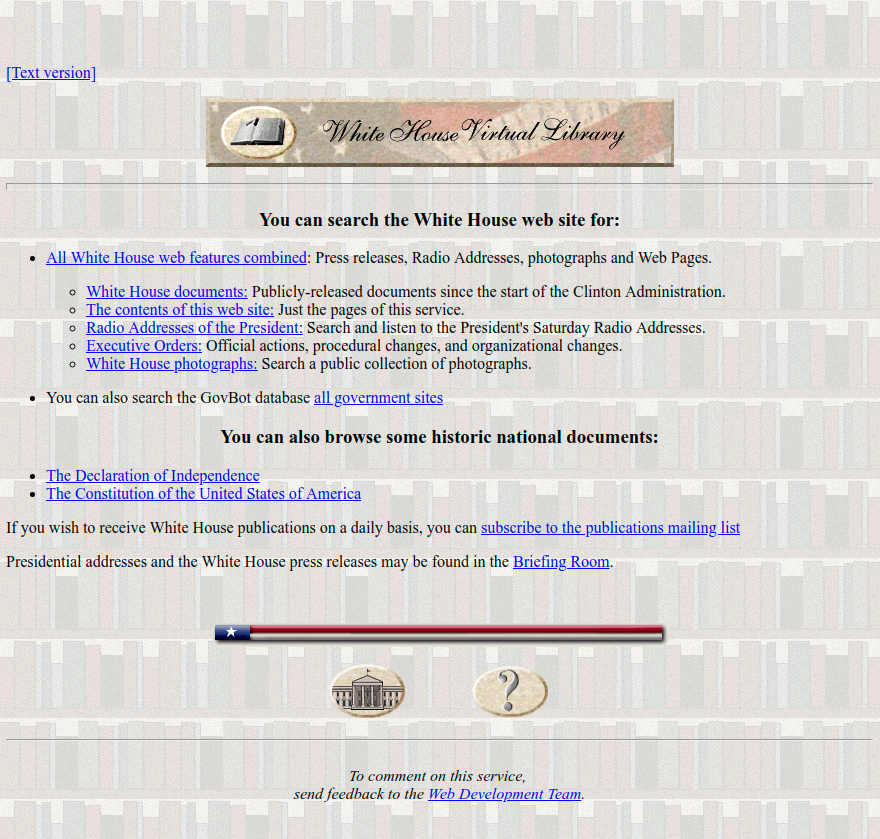 [Text version]
White House Virtual Library
You can search the White House web site for:
All White House web features combined: Press releases, Radio Addresses, photographs and Web Pages.
White House documents: Publicly-released documents since the start of the Clinton Administration.
The contents of this web site: Just the pages of this service.
Radio Addresses of the President: Search and listen to the President's Saturday Radio Addresses.
Executive Orders: Official actions, procedural changes, and organizational changes.
White House photographs: Search a public collection of photographs.
You can also search the GovBot database all government sites
You can also browse some historic national documents:
The Declaration of Independence
The Constitution of the United States of America
If you wish to receive White House publications on a daily basis, you can subscribe to the publications mailing list
Presidential addresses and the White House press releases may be found in the Briefing Room.
?
To comment on this service,
send feedback to the Web Development Team.